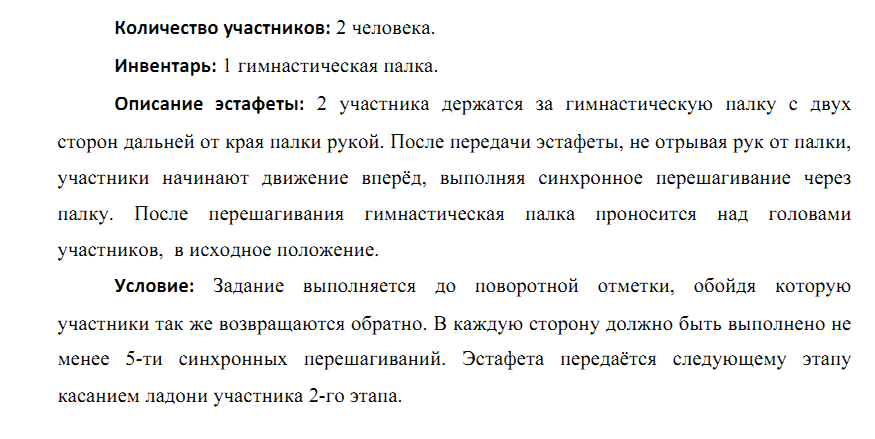 Количество участников: 2 человека.
Инвентарь: 1 гимнастическая палка.
Описание эстафеты: 2 участника держатся за гимнастическую палку с двух
сторон дальней от края палки рукой. После передачи эстафеты, не отрывая рук от палки,
участники начинают движение вперёд, выполняя синхронное перешагивание через
палку. После перешагивания гимнастическая палка проносится над головами
участников, в исходное положение.
Условие: Задание выполняется до поворотной отметки, обойдя которую
участники так же возвращаются обратно. В каждую сторону должно быть выполнено не
менее 5-ти синхронных перешагиваний. Эстафета передаётся следующему этапу
касанием ладони участника 2-го этапа.